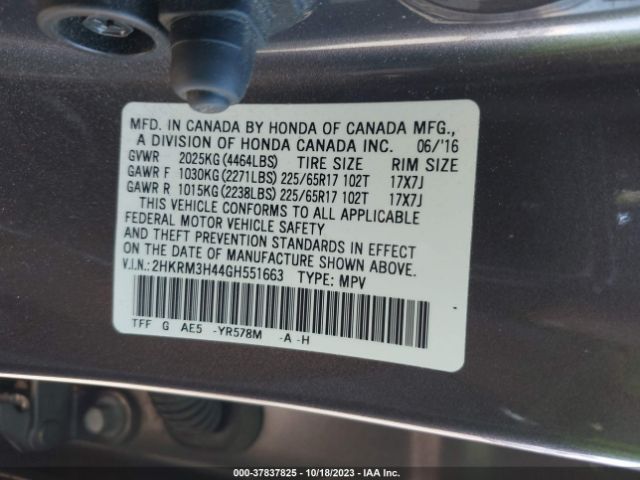 MFD. IN CANADA BY HONDA OF CANADA MFG.,
A DIVISION OF HONDA CANADA INC. 06/'16
GVWR 2025KG(4464LBS) TIRE SIZE RIM SIZE
GAWR F 1030KG(2271LBS) 225/65R17 102T 17X7J
GAWR R 1015KG(2238LBS) 225/65R17 102T 17X7J
THIS VEHICLE CONFORMS TO ALL APPLICABLE
FEDERAL MOTOR VEHICLE SAFETY
AND THEFT PREVENTION STANDARDS IN EFFECT
ON THE DATE OF MANUFACTURE SHOWN ABOVE.
V.I.N.:2HKRM3H44GH551663 TYPE: MPV
TFF G AE5 -YR578M -A -H
000-37837825 | 10/18/2023 | IAA Inc.